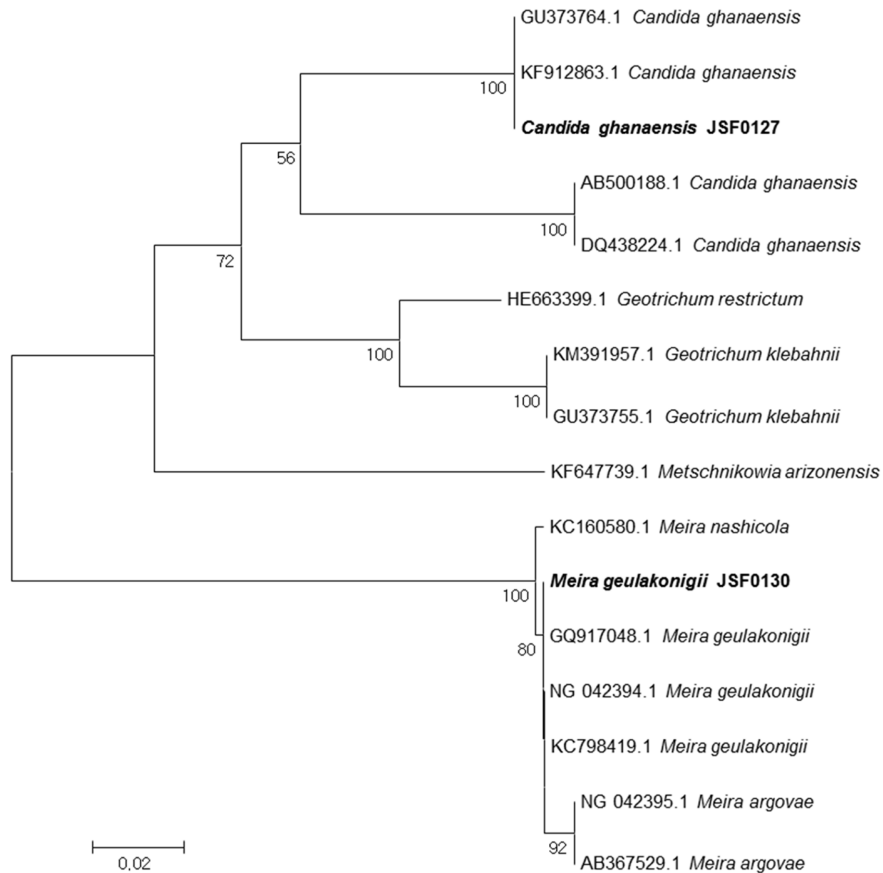 GU373764.1 Candida ghanaensis
KF912863.1 Candida ghanaensis
100
Candida ghanaensis JSF0127
56
AB500188.1 Candida ghanaensis
100
DQ438224.1 Candida ghanaensis
72
HE663399.1 Geotrichum restrictum
100
KM391957.1 Geotrichum klebahnii
100
GU373755.1 Geotrichum klebahnii
KF647739.1 Metschnikowia arizonensis
KC160580.1 Meira nashicola
Meira geulakonigii JSF0130
100
GQ917048.1 Meira geulakonigii
80
NG 042394.1 Meira geulakonigii
KC798419.1 Meira geulakonigii
NG 042395.1 Meira argovae
92
AB367529.1 Meira argovae
0.02